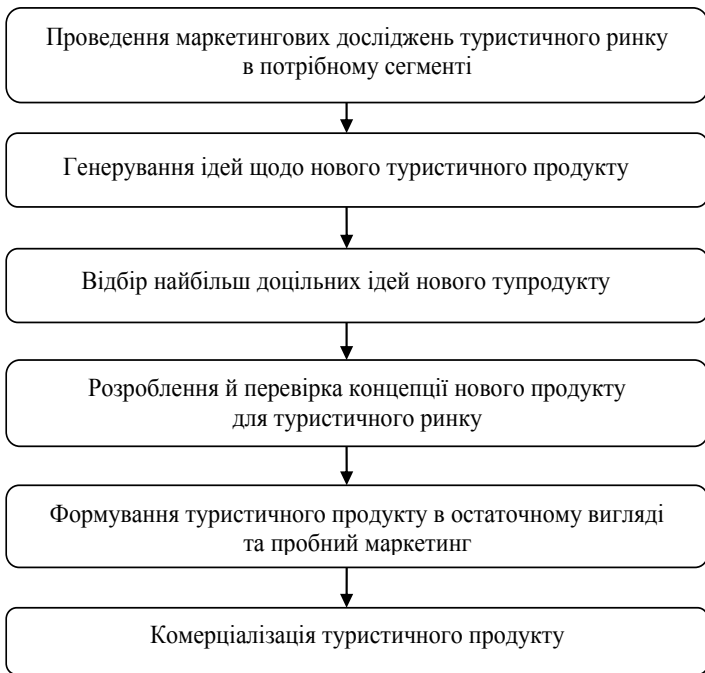 Проведення маркетингових досліджень туристичного ринку
в потрібному сегменті
Генерування ідей щодо нового туристичного продукту
Відбір найбільш доцільних ідей нового тупродукту
Розроблення й перевірка концепції нового продукту
для туристичного ринку
Формування туристичного продукту в остаточному вигляді
та пробний маркетинг
Комерціалізація туристичного продукту